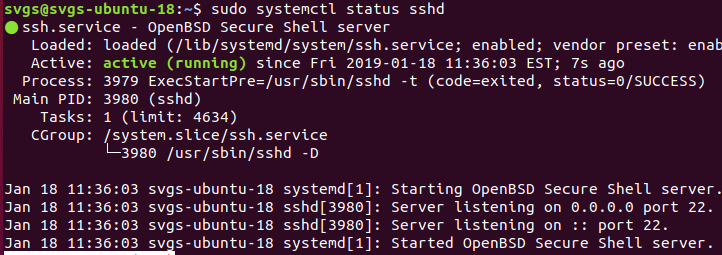 svgs@svgs-ubuntu-18:~$ sudo systemctl status sshd
● ssh.service - OpenBSD Secure Shell server
   Loaded: loaded (/lib/systemd/system/ssh.service; enabled; vendor preset: enab
   Active: active (running) since Fri 2019-01-18 11:36:03 EST; 7s ago
  Process: 3979 ExecStartPre=/usr/sbin/sshd -t (code=exited, status=0/SUCCESS)
 Main PID: 3980 (sshd)
    Tasks: 1 (limit: 4634)
   CGroup: /system.slice/ssh.service
           └─3980 /usr/sbin/sshd -D

Jan 18 11:36:03 svgs-ubuntu-18 systemd[1]: Starting OpenBSD Secure Shell server.
Jan 18 11:36:03 svgs-ubuntu-18 sshd[3980]: Server listening on 0.0.0.0 port 22.
Jan 18 11:36:03 svgs-ubuntu-18 sshd[3980]: Server listening on :: port 22.
Jan 18 11:36:03 svgs-ubuntu-18 systemd[1]: Started OpenBSD Secure Shell server.